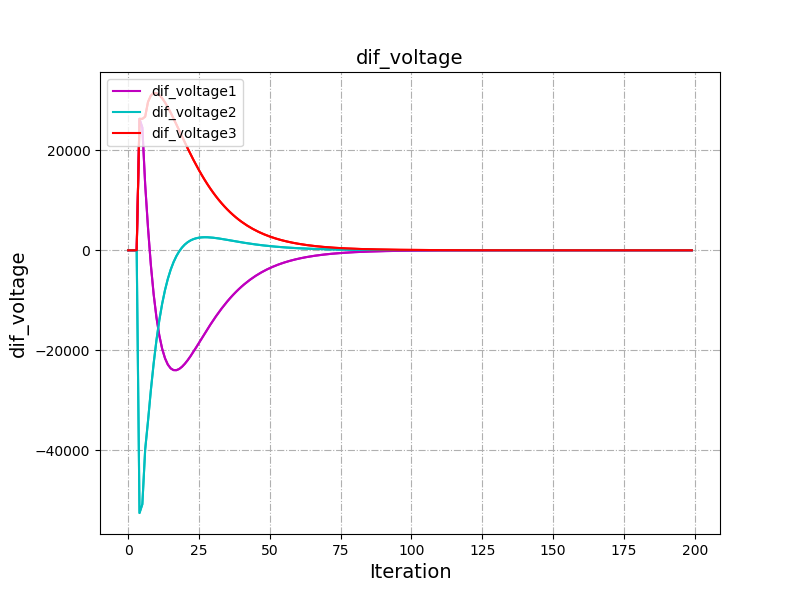 dif_voltage
dif_voltage1
dif_voltage2
dif_voltage3
20000
0
−20000
−40000
dif_voltage
0 25 50 75 100 125 150 175 200
Iteration